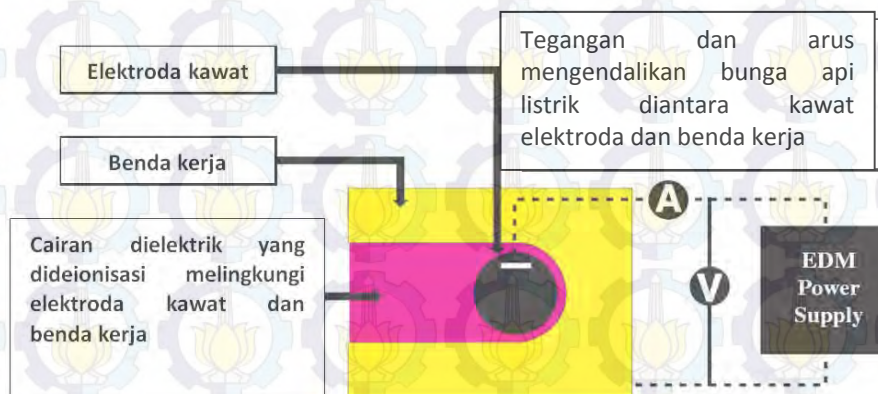 Elektroda kawat
Tegangan dan arus
mengendalikan bunga api
listrik diantara kawat
elektroda dan benda kerja
Benda kerja
Cairan dielektrik yang
dideionisasi melingkungi
elektroda kawat dan
benda kerja
A
V
EDM
Power
Supply